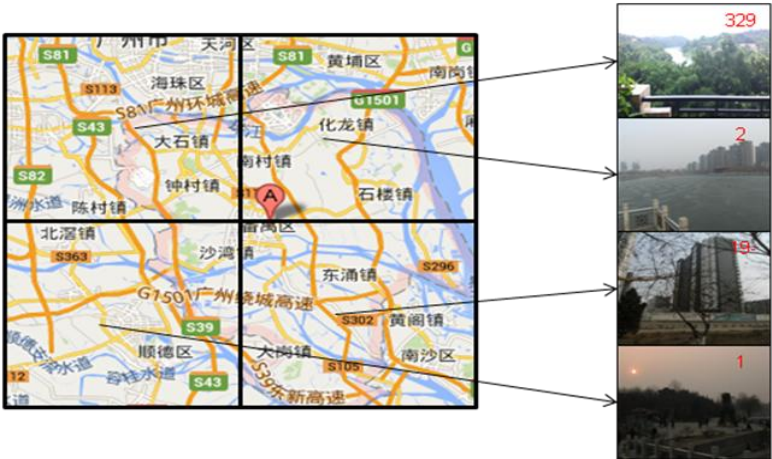 广州市
天河区
S81
S81
黄埔区
G
329
南岗镇
海珠区
S113
S81广州环城高速
G1501
化龙镇
S43
大石镇
2
南村镇
S82
钟村镇
石楼镇
陈村镇
A
番禺区
北滘镇
沙湾镇
19
S363
东涌镇
S296
G1501广州绕城高速
S302
黄阁镇
S39
顺德区
大岗镇
南沙区
1
12
S105
S43
S39东新高速